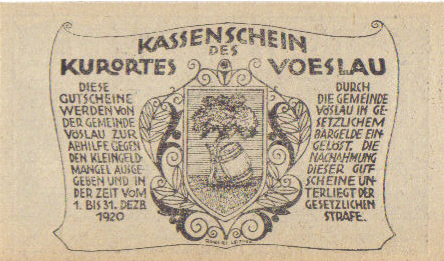 KASSENSCHEIN
DES
KURORTES VOESLAU
DIESE
GUTSCHEINE
WERDEN VON
DER GEMEINDE
VÖSLAU ZUR
ABHILFE GEGEN
DEN KLEINGELD
MANGEL AUSGE-
GEBEN UND IN
DER ZEIT VOM
1. BIS 31. DEZB.
1920
DURCH
DIE GEMEINDE
VÖSLAU IN GE-
SETZLICHEM
BARGELDE EIN-
GELÖST. DIE
NACHAHMUNG
DIESER GUT
SCHEINE UN-
TERLIEGT DER
GESETZLICHEN
STRAFE.